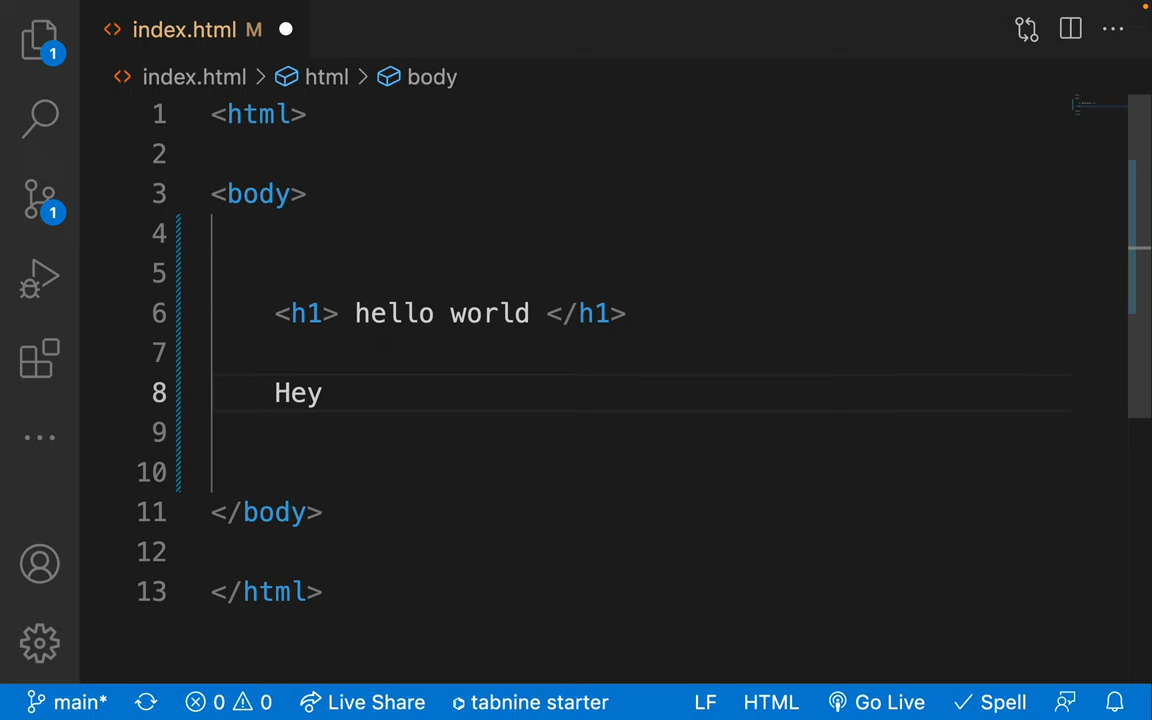 index.html M
index.html > html > body
1 <html>
2
3 <body>
4
5
6 <h1> hello world </h1>
7
8 Hey
9
10
11 </body>
12
13 </html>
1
1
main* 0 0 Live Share tabnine starter LF HTML Go Live Spell